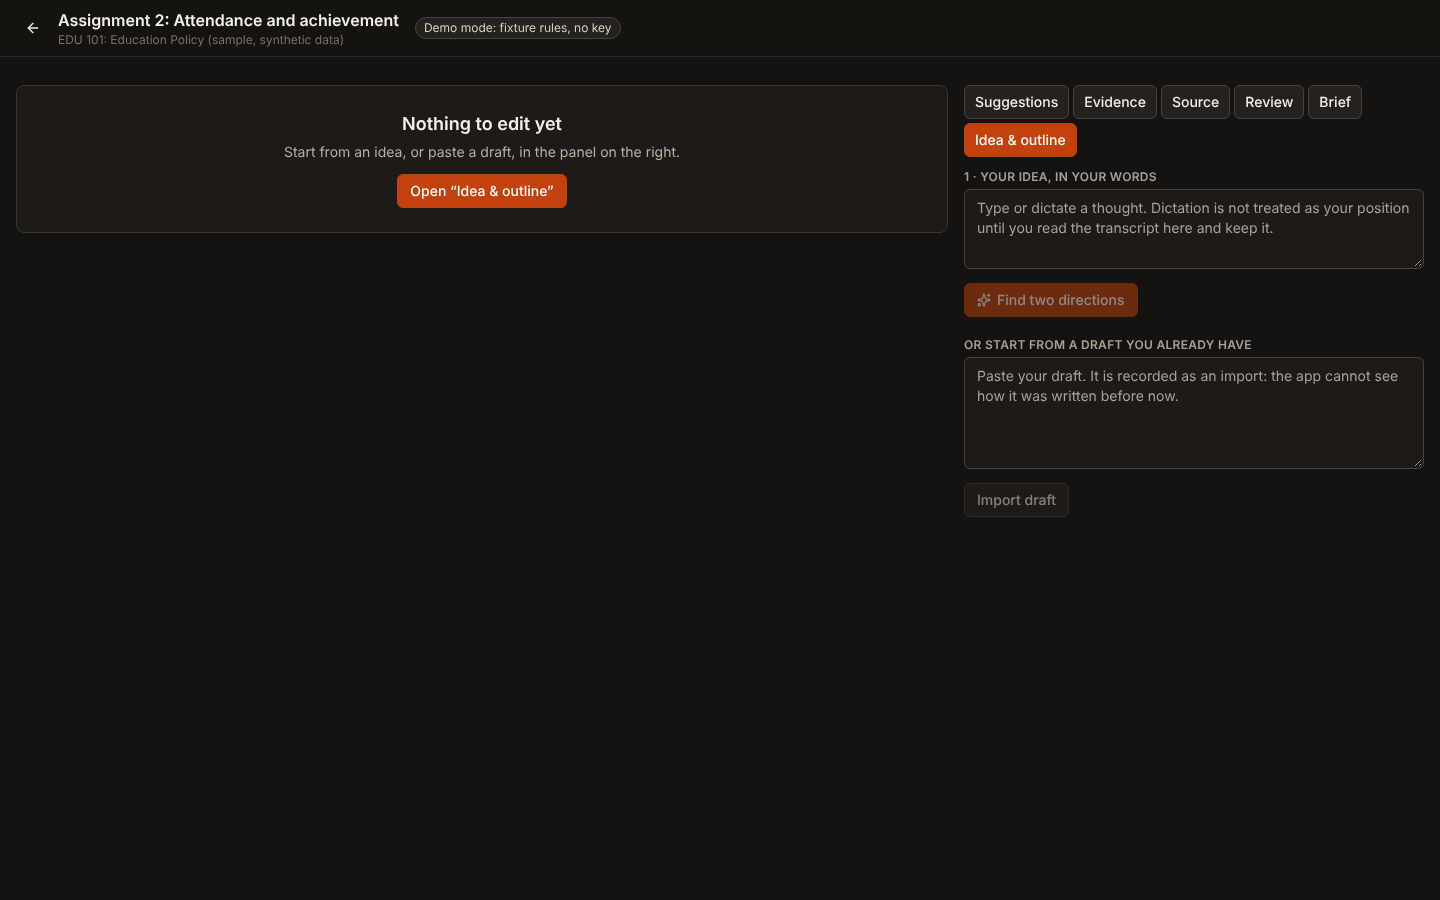 Assignment 2: Attendance and achievement
EDU 101: Education Policy (sample, synthetic data)
Demo mode: fixture rules, no key
Nothing to edit yet
Start from an idea, or paste a draft, in the panel on the right.
Open “Idea & outline”
Suggestions
Evidence
Source
Review
Brief
Idea & outline
1 · YOUR IDEA, IN YOUR WORDS
Type or dictate a thought. Dictation is not treated as your position
until you read the transcript here and keep it.
Find two directions
OR START FROM A DRAFT YOU ALREADY HAVE
Paste your draft. It is recorded as an import: the app cannot see
how it was written before now.
Import draft